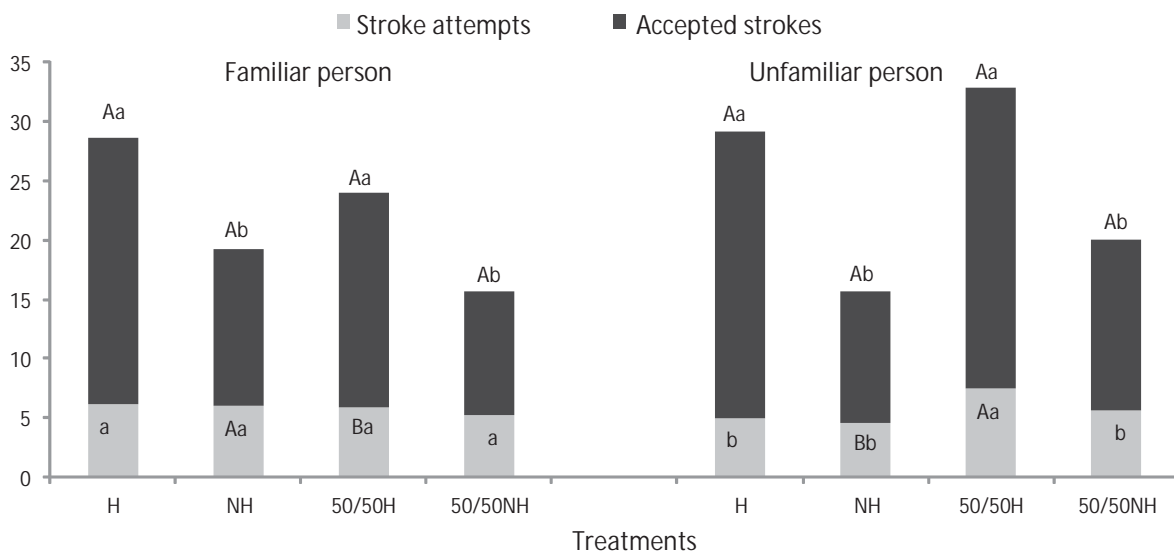 Stroke attempts Accepted strokes
Familiar person Unfamiliar person
35
30
25
20
15
10
5
0
Aa Ab Aa Ab Aa Ab Aa Ab
a Aa Ba a b Bb Aa b
H NH 50/50H 50/50NH H NH 50/50H 50/50NH
Treatments